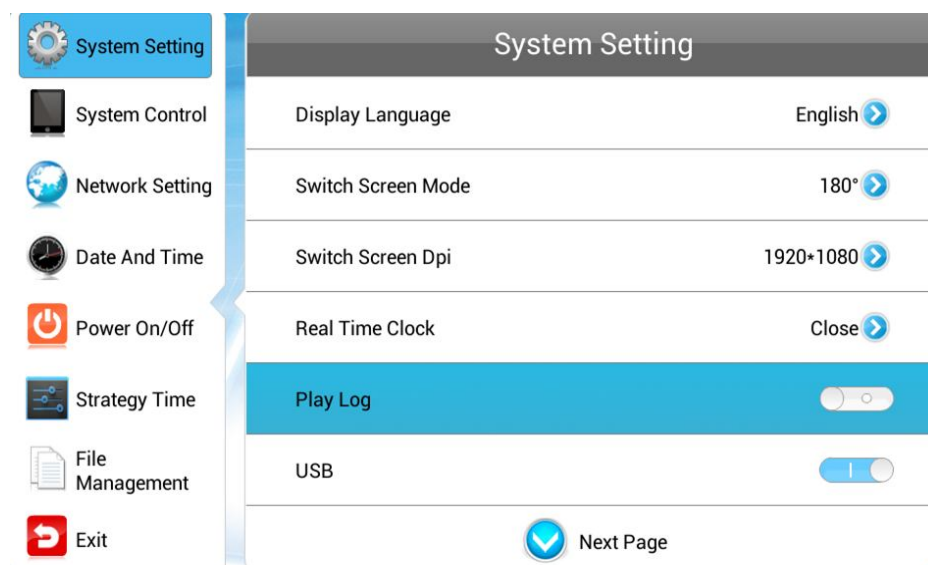 System Setting
System Control
Network Setting
Date And Time
Power On/Off
Strategy Time
File
Management
Exit
System Setting
Display Language English
Switch Screen Mode 180°
Switch Screen Dpi 1920*1080
Real Time Clock Close
Play Log
USB
Next Page